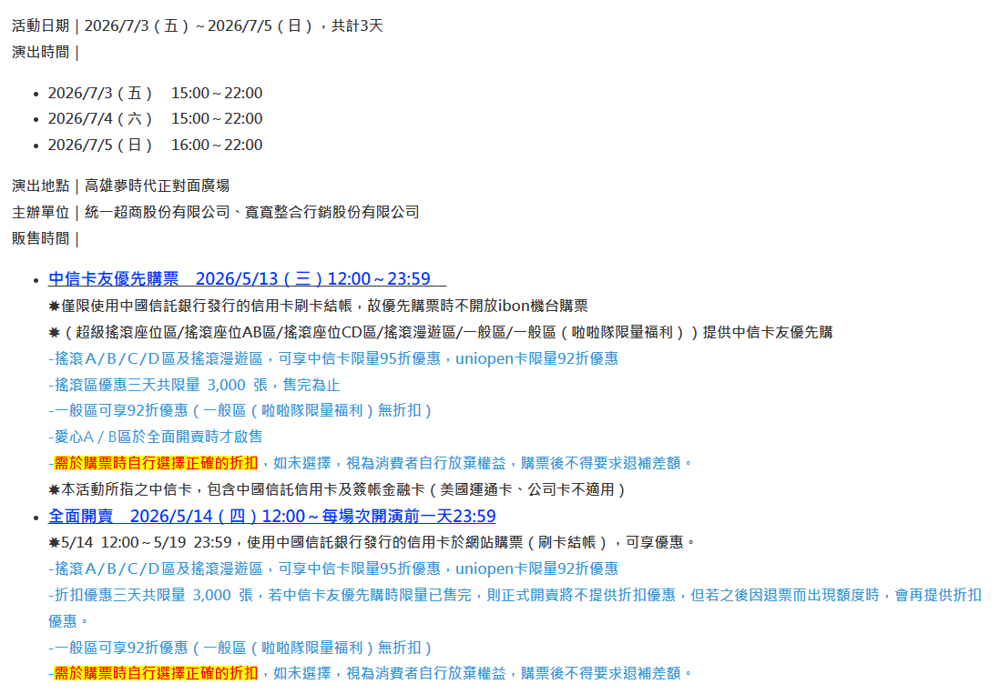 活動日期｜2026/7/3（五）～2026/7/5（日），共計3天
演出時間｜
• 2026/7/3（五） 15:00～22:00
• 2026/7/4（六） 15:00～22:00
• 2026/7/5（日） 16:00～22:00
演出地點｜高雄夢時代正對面廣場
主辦單位｜統一超商股份有限公司、寬寬整合行銷股份有限公司
販售時間｜
• 中信卡友優先購票 2026/5/13（三）12:00～23:59
✸僅限使用中國信託銀行發行的信用卡刷卡結帳，故優先購票時不開放ibon機台購票
✸（超級搖滾座位區/搖滾座位AB區/搖滾座位CD區/搖滾漫遊區/一般區/一般區（啦啦隊限量福利））提供中信卡友優先購
-搖滾Ａ/Ｂ/Ｃ/Ｄ區及搖滾漫遊區，可享中信卡限量95折優惠，uniopen卡限量92折優惠
-搖滾區優惠三天共限量 3,000 張，售完為止
-一般區可享92折優惠（一般區（啦啦隊限量福利）無折扣）
-愛心A / B區於全面開賣時才啟售
-需於購票時自行選擇正確的折扣，如未選擇，視為消費者自行放棄權益，購票後不得要求退補差額。
✸本活動所指之中信卡，包含中國信託信用卡及簽帳金融卡（美國運通卡、公司卡不適用）
• 全面開賣 2026/5/14（四）12:00～每場次開演前一天23:59
✸5/14 12:00～5/19 23:59，使用中國信託銀行發行的信用卡於網站購票（刷卡結帳），可享優惠。
-搖滾Ａ/Ｂ/Ｃ/Ｄ區及搖滾漫遊區，可享中信卡限量95折優惠，uniopen卡限量92折優惠
-折扣優惠三天共限量 3,000 張，若中信卡友優先購時限量已售完，則正式開賣將不提供折扣優惠，但若之後因退票而出現額度時，會再提供折扣
優惠。
-一般區可享92折優惠（一般區（啦啦隊限量福利）無折扣）
-需於購票時自行選擇正確的折扣，如未選擇，視為消費者自行放棄權益，購票後不得要求退補差額。